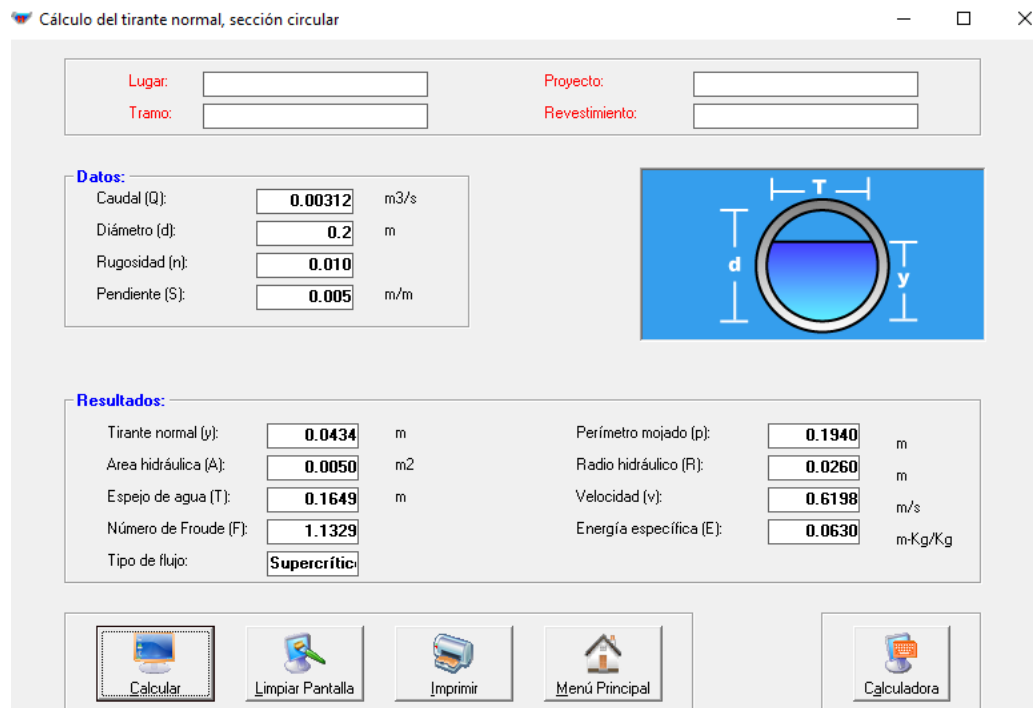 Cálculo del tirante normal, sección circular
Lugar: Proyecto:
Tramo: Revestimiento:
Datos:
Caudal (Q): 0.00312 m3/s
Diámetro (d): 0.2 m
Rugosidad (n): 0.010
Pendiente (S): 0.005 m/m
T
d
y
Resultados:
Tirante normal (y): 0.0434 m Perímetro mojado (p): 0.1940 m
Area hidráulica (A): 0.0050 m2 Radio hidráulico (R): 0.0260 m
Espejo de agua (T): 0.1649 m Velocidad (v): 0.6198 m/s
Número de Froude (F): 1.1329 Energía específica (E): 0.0630 m-Kg/Kg
Tipo de flujo: Supercrític
Calcular Limpiar Pantalla Imprimir Menú Principal Calculadora